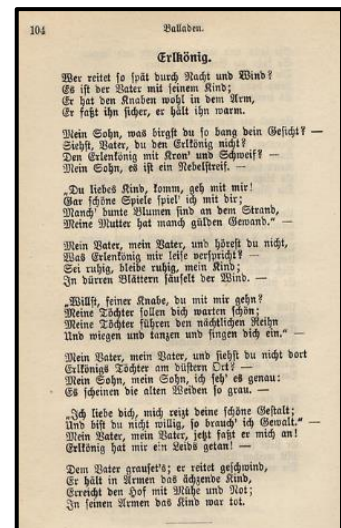 104
Balladen.
Erlkönig.
Wer reitet so spät durch Nacht und Wind?
Es ist der Vater mit seinem Kind;
Er hat den Knaben wohl in dem Arm,
Er faßt ihn sicher, er hält ihn warm.
Mein Sohn, was birgst du so bang dein Gesicht? —
Siehst, Vater, du den Erlkönig nicht?
Den Erlenkönig mit Kron' und Schweif? —
Mein Sohn, es ist ein Nebelstreif. —
„Du liebes Kind, komm, geh mit mir!
Gar schöne Spiele spiel' ich mit dir;
Manch' bunte Blumen sind an dem Strand,
Meine Mutter hat manch gülden Gewand.“ —
Mein Vater, mein Vater, und hörest du nicht,
Was Erlenkönig mir leise verspricht? —
Sei ruhig, bleibe ruhig, mein Kind;
In dürren Blättern säuselt der Wind. —
„Willst, feiner Knabe, du mit mir gehn?
Meine Töchter sollen dich warten schön;
Meine Töchter führen den nächtlichen Reihn
Und wiegen und tanzen und singen dich ein.“ —
Mein Vater, mein Vater, und siehst du nicht dort
Erlkönigs Töchter am düstern Ort? —
Mein Sohn, mein Sohn, ich seh' es genau:
Es scheinen die alten Weiden so grau. —
„Ich liebe dich, mich reizt deine schöne Gestalt;
Und bist du nicht willig, so brauch' ich Gewalt.“ —
Mein Vater, mein Vater, jetzt faßt er mich an!
Erlkönig hat mir ein Leids getan! —
Dem Vater grauset's; er reitet geschwind,
Er hält in Armen das ächzende Kind,
Erreicht den Hof mit Mühe und Not;
In seinen Armen das Kind war tot.